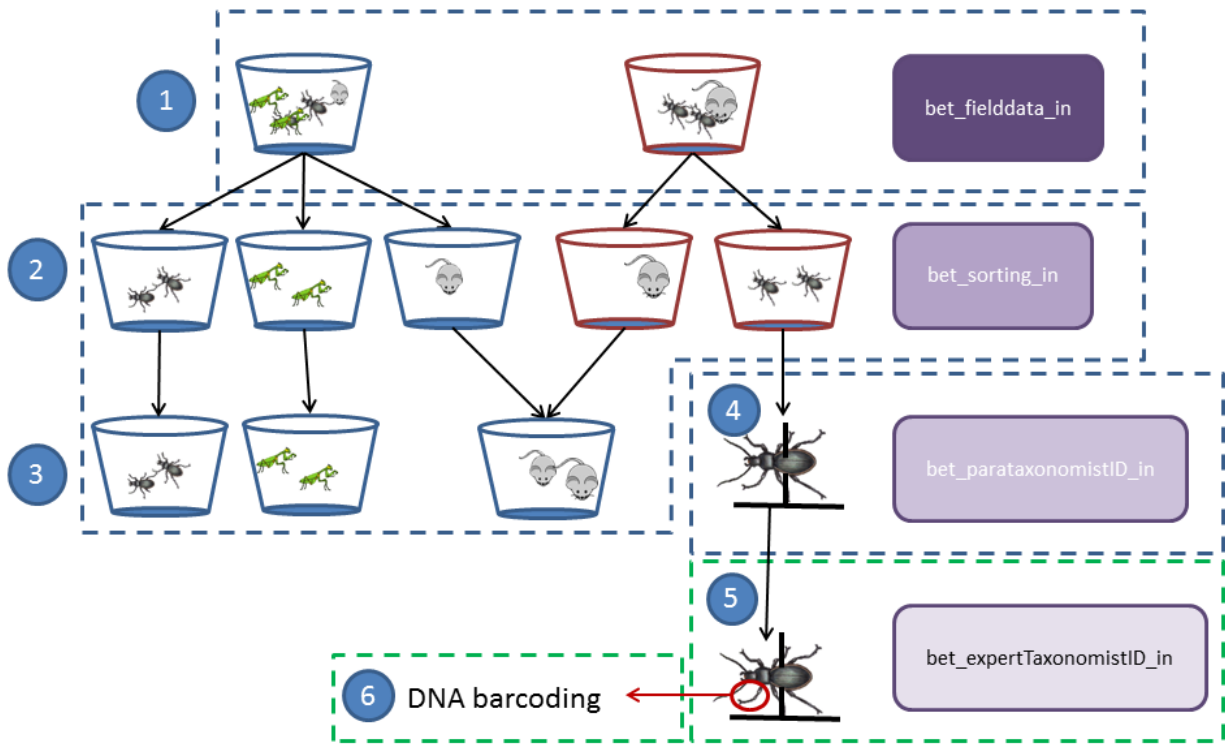 1
bet_fielddata_in
2
bet_sorting_in
3
4
bet_parataxonomistID_in
5
bet_expertTaxonomistID_in
6 DNA barcoding